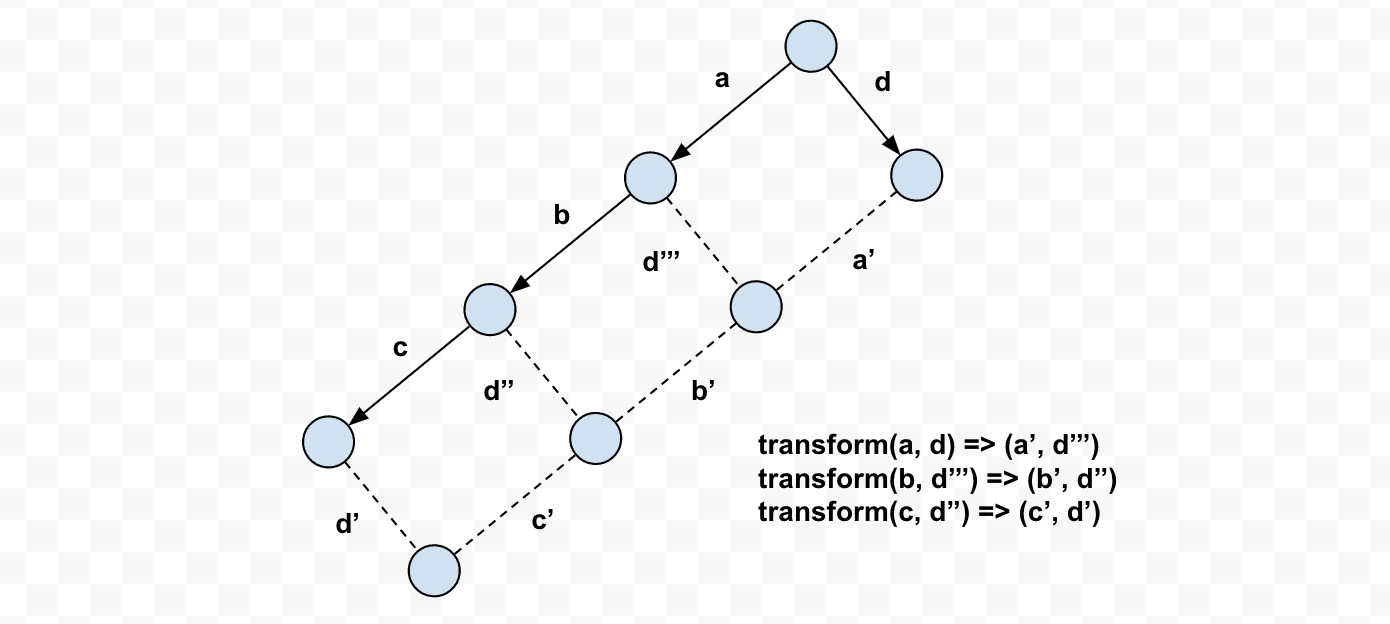 a
d
b
d’’’
a’
c
d’’
b’
transform(a, d) => (a’, d’’’)
transform(b, d’’’) => (b’, d’’)
transform(c, d’’) => (c’, d’)
d’
c’